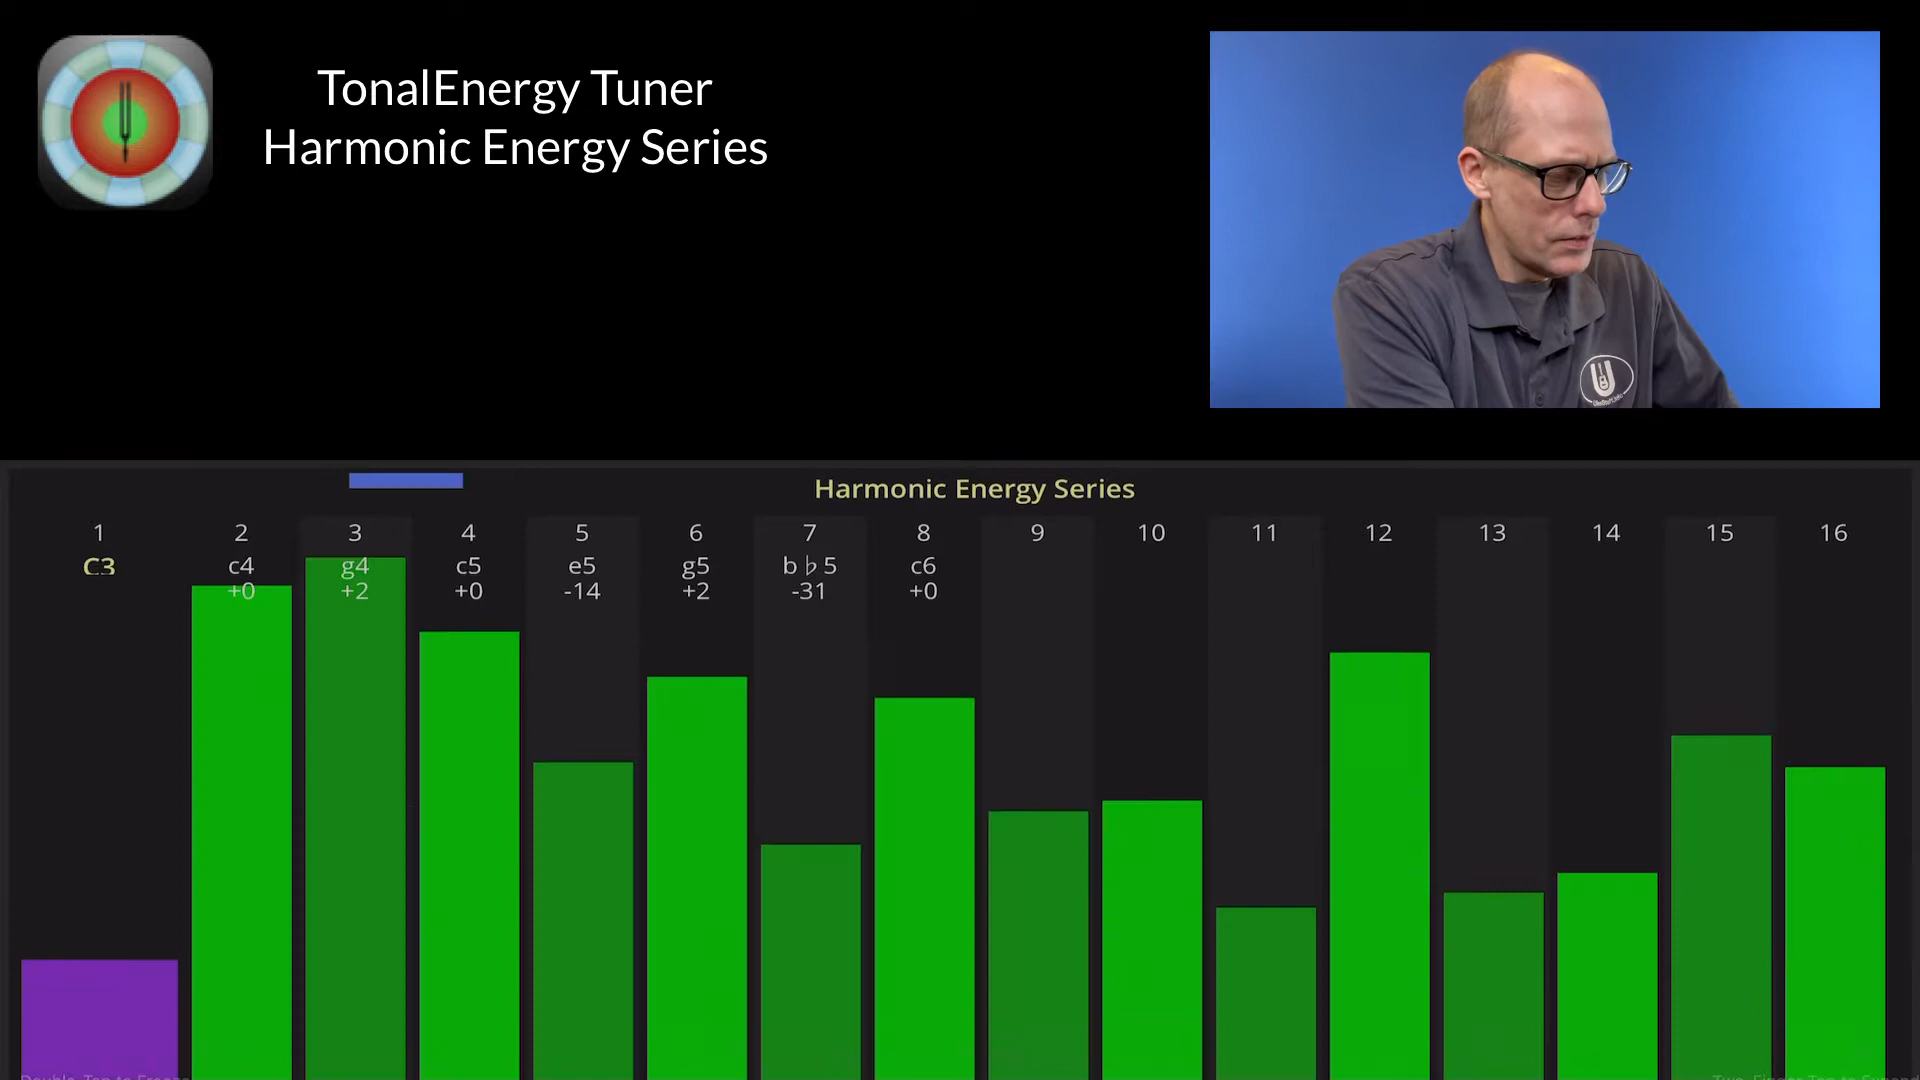 TonalEnergy Tuner
Harmonic Energy Series
Harmonic Energy Series
1 2 3 4 5 6 7 8 9 10 11 12 13 14 15 16
C3 c4 g4 c5 e5 g5 b♭5 c6
+0 +2 +0 -14 +2 -31 +0